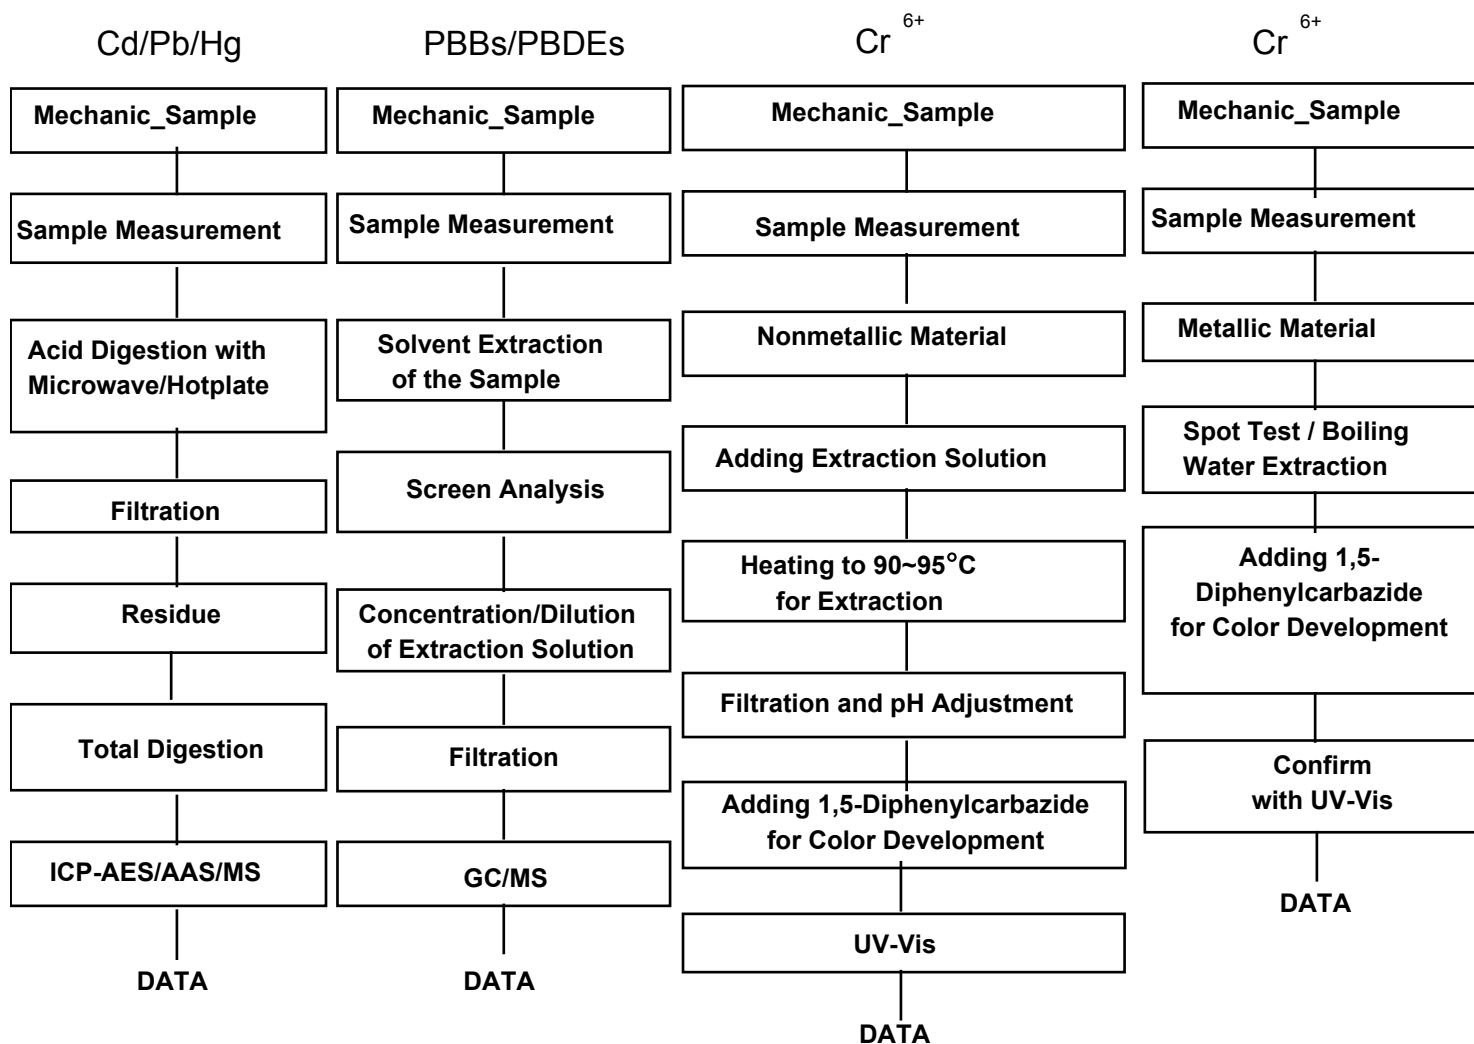 Cd/Pb/Hg
Mechanic_Sample
Sample Measurement
Acid Digestion with
Microwave/Hotplate
Filtration
Residue
Total Digestion
ICP-AES/AAS/MS
DATA
PBBs/PBDEs
Mechanic_Sample
Sample Measurement
Solvent Extraction
of the Sample
Screen Analysis
Concentration/Dilution
of Extraction Solution
Filtration
GC/MS
DATA
Cr 6+
Mechanic_Sample
Sample Measurement
Nonmetallic Material
Adding Extraction Solution
Heating to 90~95°C
for Extraction
Filtration and pH Adjustment
Adding 1,5-Diphenylcarbazide
for Color Development
UV-Vis
DATA
Cr 6+
Mechanic_Sample
Sample Measurement
Metallic Material
Spot Test / Boiling
Water Extraction
Adding 1,5-
Diphenylcarbazide
for Color Development
Confirm
with UV-Vis
DATA